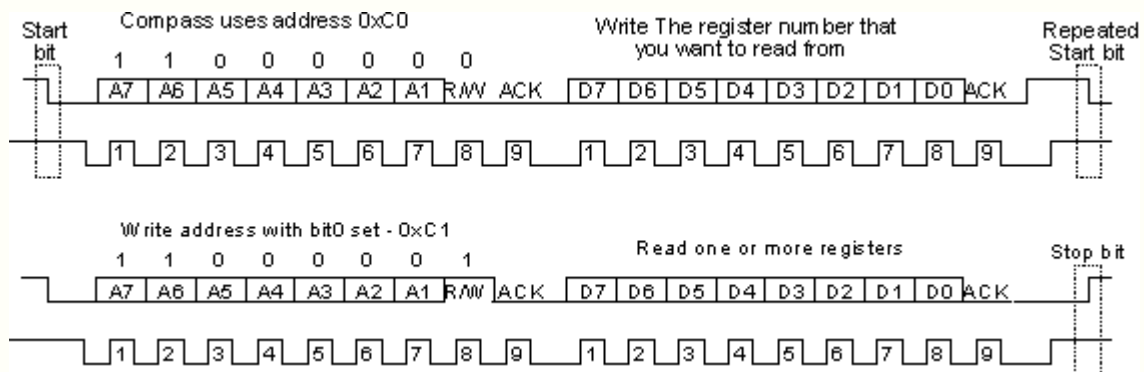 Start bit
Compass uses address 0xC0
Write The register number that
you want to read from
Repeated
Start bit
1 1 0 0 0 0 0 0
A7 A6 A5 A4 A3 A2 A1 R/W ACK D7 D6 D5 D4 D3 D2 D1 D0 ACK
1 2 3 4 5 6 7 8 9 1 2 3 4 5 6 7 8 9
Write address with bit0 set - 0xC1
Read one or more registers
Stop bit
1 1 0 0 0 0 0 1
A7 A6 A5 A4 A3 A2 A1 R/W ACK D7 D6 D5 D4 D3 D2 D1 D0 ACK
1 2 3 4 5 6 7 8 9 1 2 3 4 5 6 7 8 9